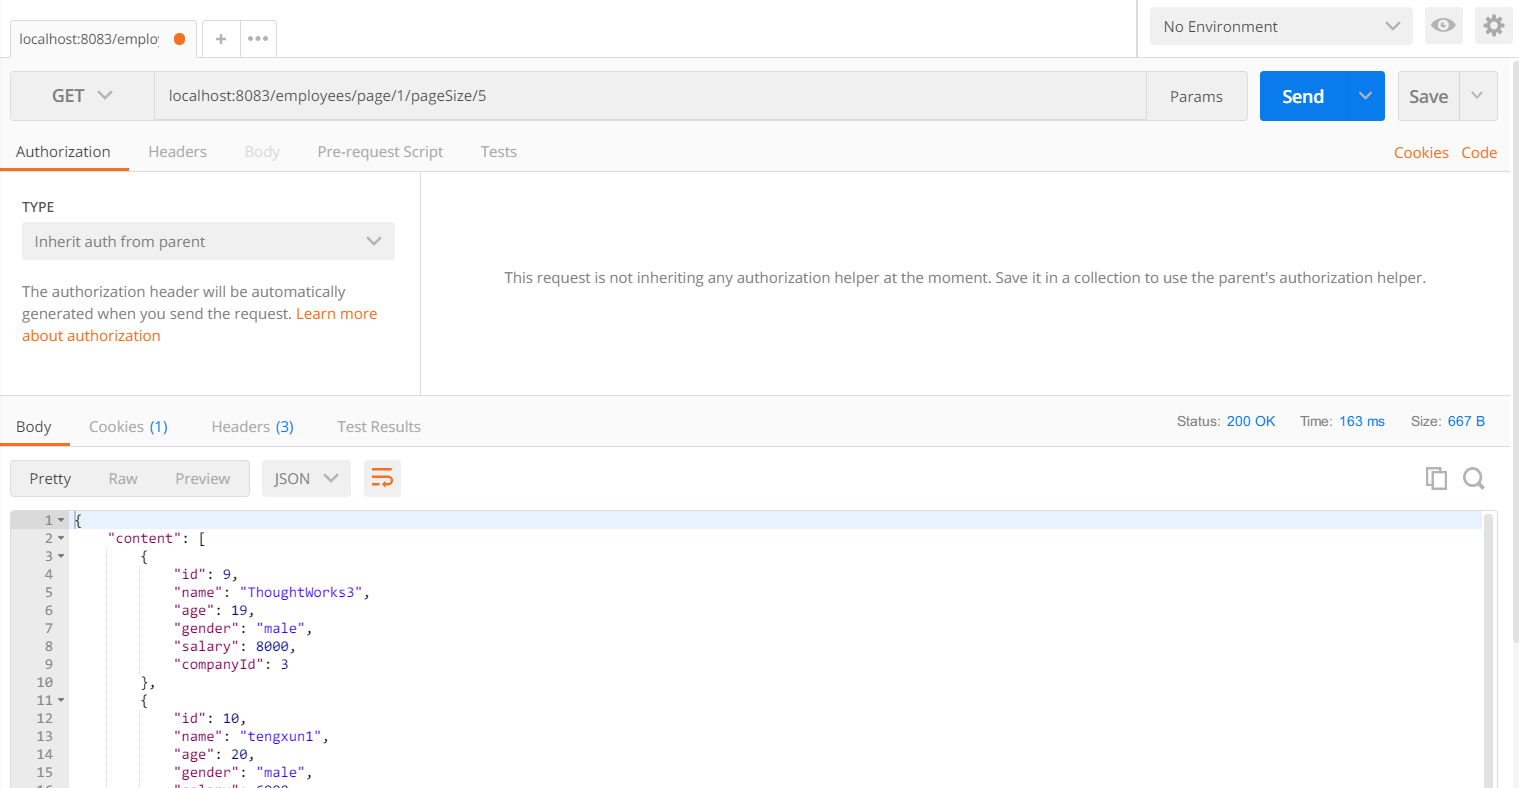 localhost:8083/employ
No Environment
GET
localhost:8083/employees/page/1/pageSize/5
Params
Send
Save
Authorization
Headers
Body
Pre-request Script
Tests
Cookies
Code
TYPE
Inherit auth from parent
The authorization header will be automatically
generated when you send the request. Learn more
about authorization
This request is not inheriting any authorization helper at the moment. Save it in a collection to use the parent's authorization helper.
Body
Cookies (1)
Headers (3)
Test Results
Status: 200 OK
Time: 163 ms
Size: 667 B
Pretty
Raw
Preview
JSON
1 {
2 "content": [
3 {
4 "id": 9,
5 "name": "ThoughtWorks3",
6 "age": 19,
7 "gender": "male",
8 "salary": 8000,
9 "companyId": 3
10 },
11 {
12 "id": 10,
13 "name": "tengxun1",
14 "age": 20,
15 "gender": "male",